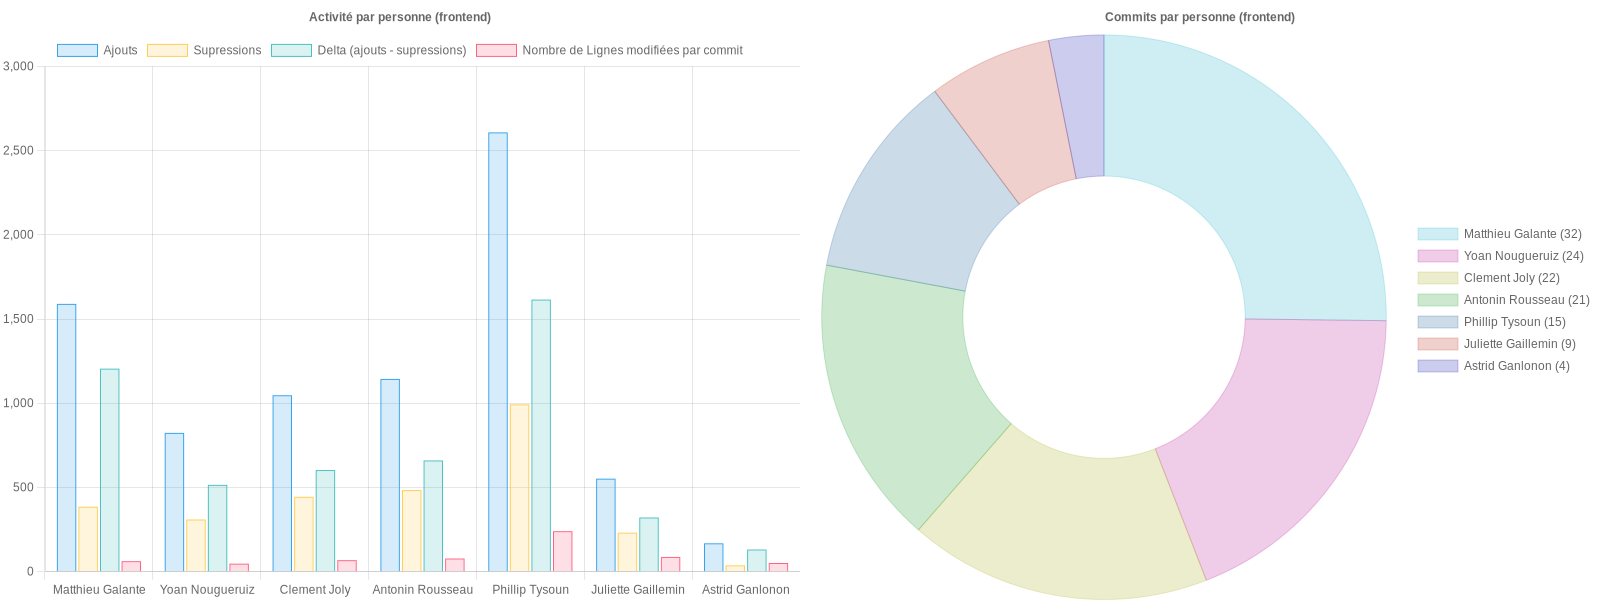 Activité par personne (frontend)
Ajouts Supressions Delta (ajouts - supressions) Nombre de Lignes modifiées par commit
3,000
2,500
2,000
1,500
1,000
500
0
Matthieu Galante Yoan Nougueruiz Clement Joly Antonin Rousseau Phillip Tysoun Juliette Gaillemin Astrid Ganlonon
Commits par personne (frontend)
Matthieu Galante (32)
Yoan Nougueruiz (24)
Clement Joly (22)
Antonin Rousseau (21)
Phillip Tysoun (15)
Juliette Gaillemin (9)
Astrid Ganlonon (4)